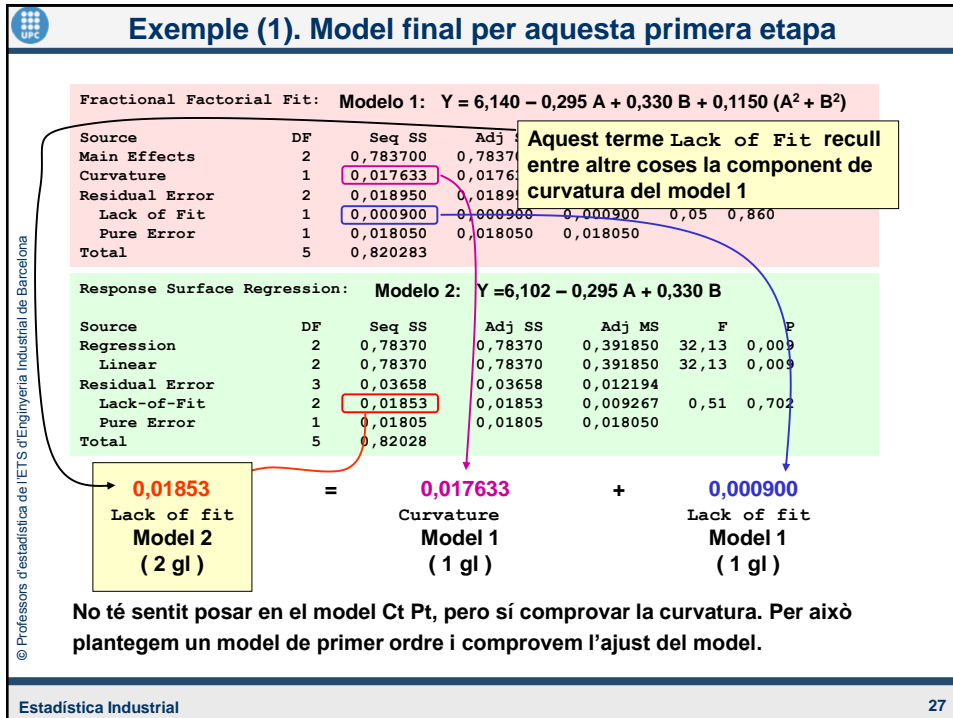 UPC
Exemple (1). Model final per aquesta primera etapa
Fractional Factorial Fit: Modelo 1: Y = 6,140 – 0,295 A + 0,330 B + 0,1150 (A² + B²)
Source DF Seq SS Adj
Main Effects 2 0,783700 0,7837
Curvature 1 0,017633 0,0176
Residual Error 2 0,018950 0,0189
Lack of Fit 1 0,000900 0,000900 0,000900 0,05 0,860
Pure Error 1 0,018050 0,018050 0,018050
Total 5 0,820283
Aquest terme Lack of Fit recull
entre altre coses la component de
curvatura del model 1
Response Surface Regression: Modelo 2: Y =6,102 – 0,295 A + 0,330 B
Source DF Seq SS Adj SS Adj MS F P
Regression 2 0,78370 0,78370 0,391850 32,13 0,009
Linear 2 0,78370 0,78370 0,391850 32,13 0,009
Residual Error 3 0,03658 0,03658 0,012194
Lack-of-Fit 2 0,01853 0,01853 0,009267 0,51 0,702
Pure Error 1 0,01805 0,01805 0,018050
Total 5 0,82028
0,01853 = 0,017633 + 0,000900
Lack of fit Curvature Lack of fit
Model 2 Model 1 Model 1
( 2 gl ) ( 1 gl ) ( 1 gl )
No té sentit posar en el model Ct Pt, pero sí comprovar la curvatura. Per això
plantegem un model de primer ordre i comprovem l'ajust del model.
© Professors d'estadística de l'ETS d'Enginyeria Industrial de Barcelona
Estadística Industrial 27